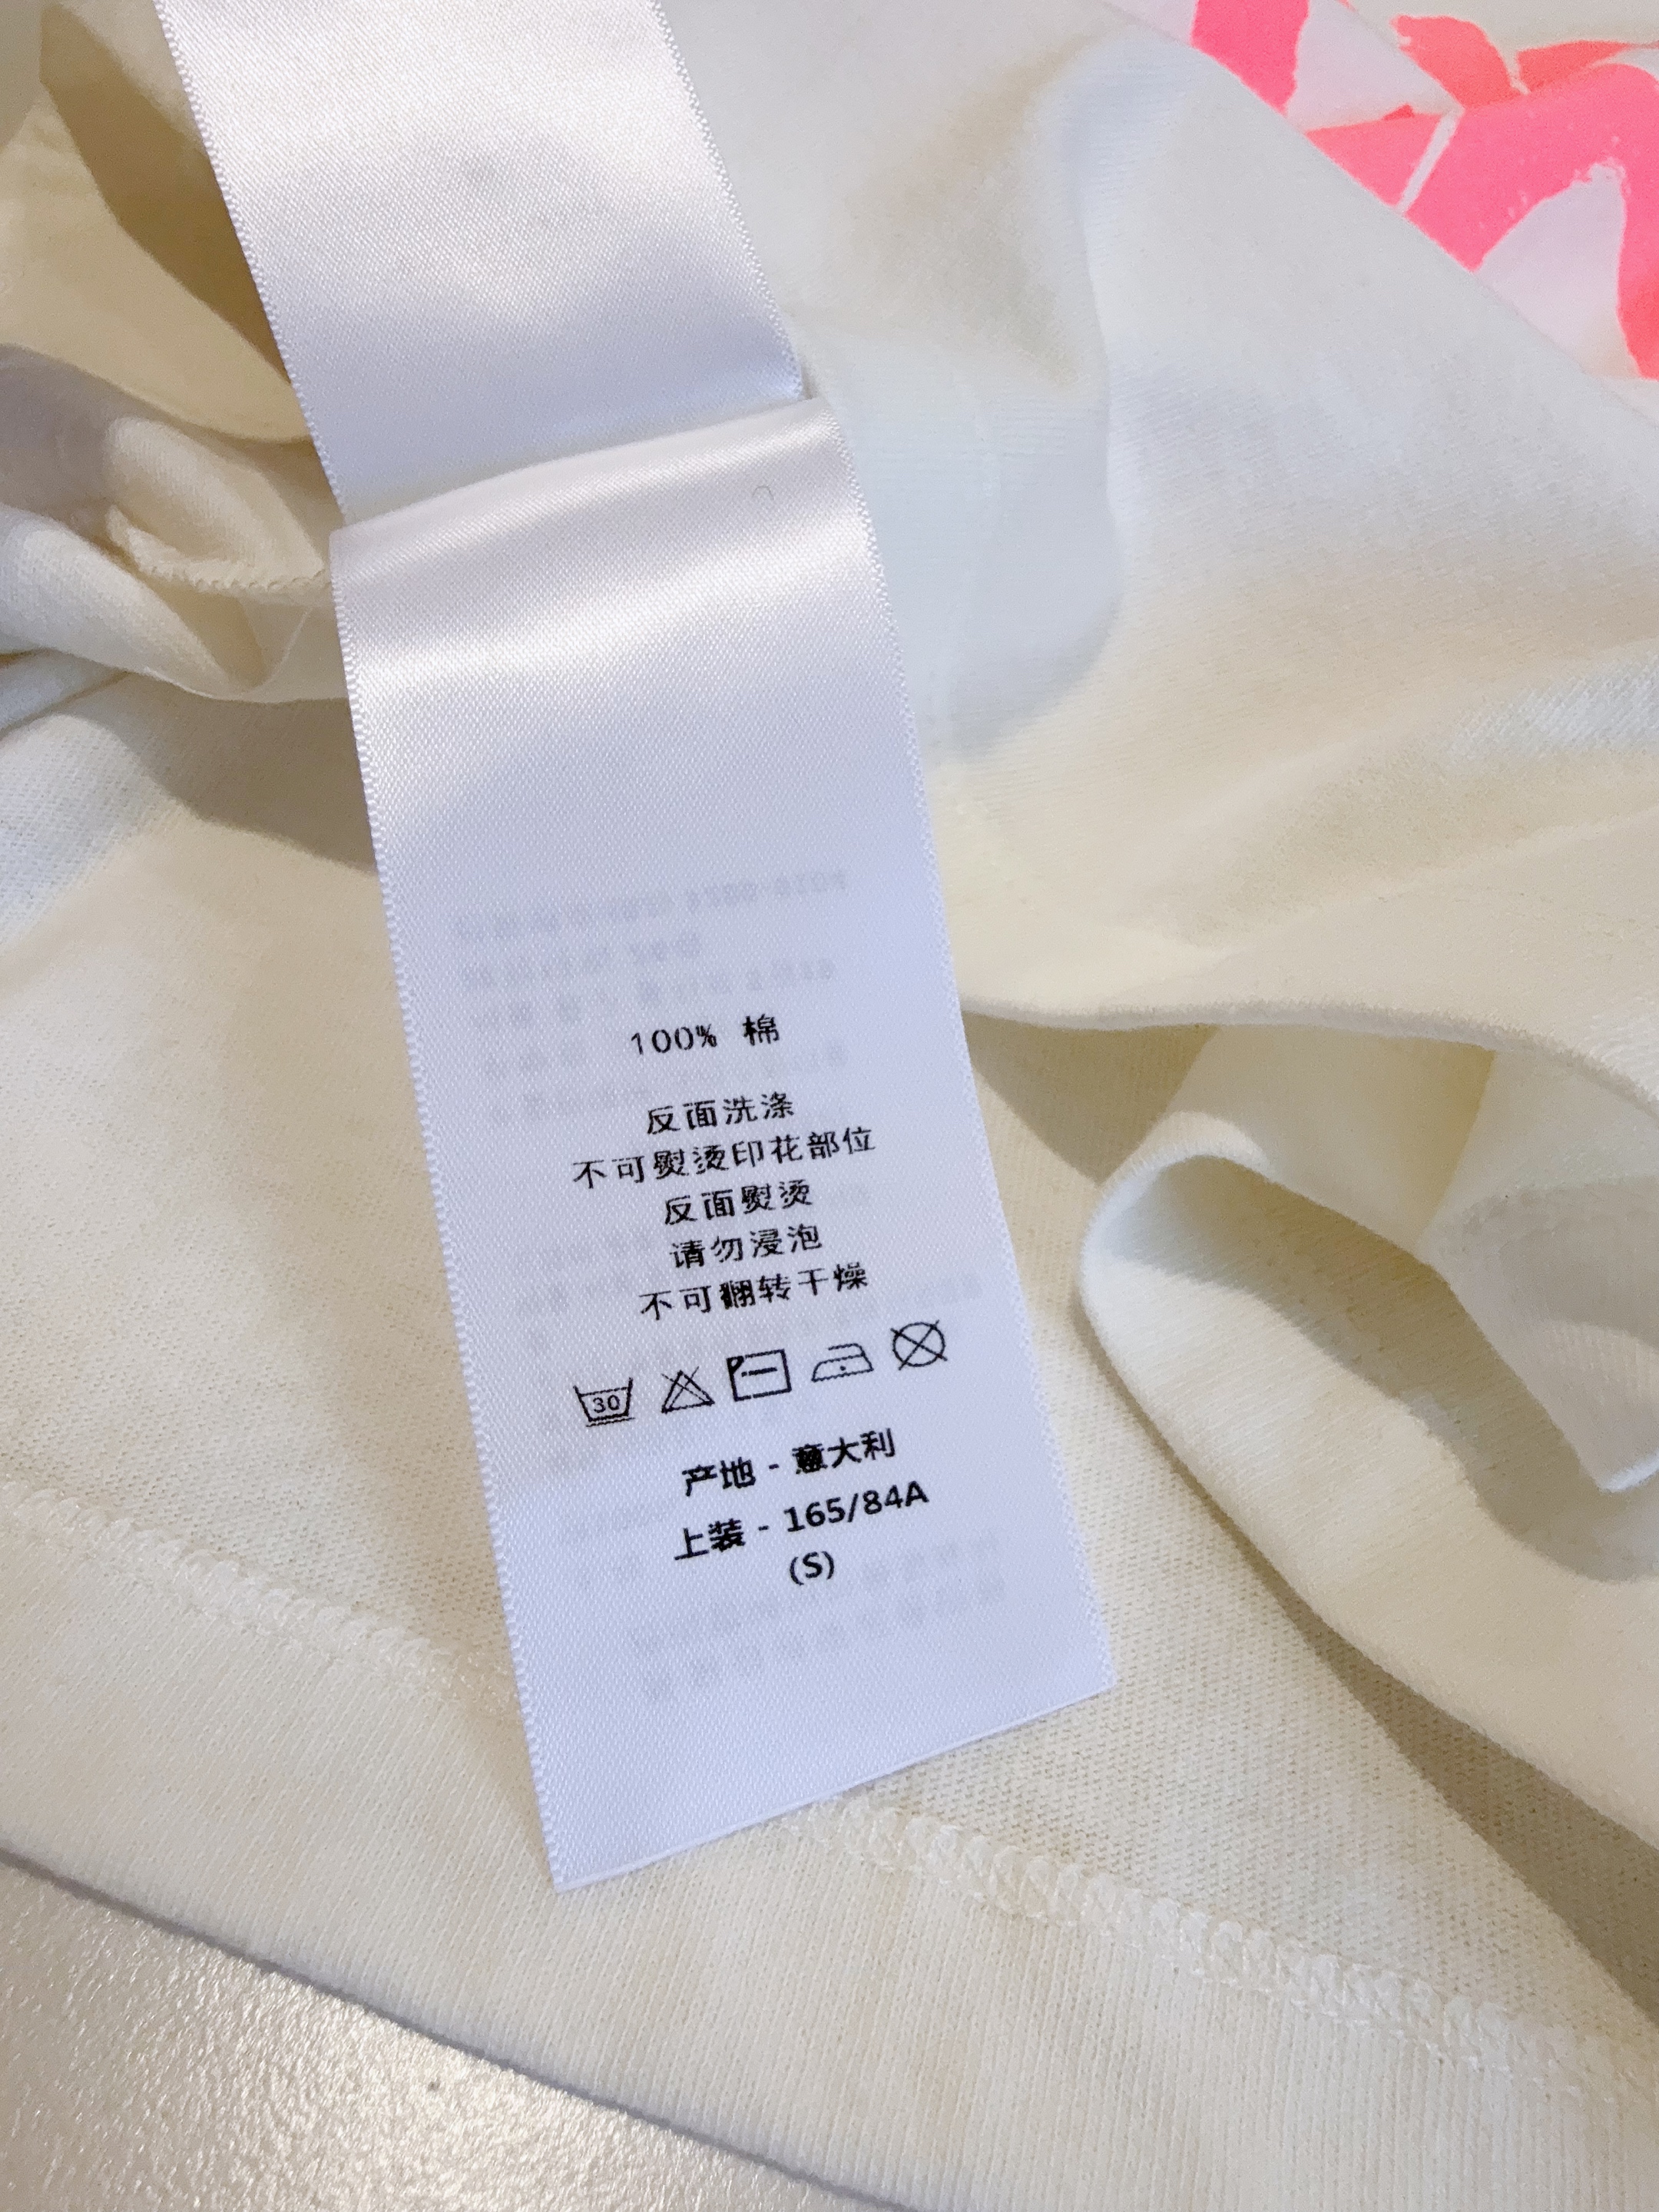 100% 棉
反面洗涤
不可熨烫印花部位
反面熨烫
请勿浸泡
不可翻转干燥
30
产地 - 意大利
上装 - 165/84A
(S)